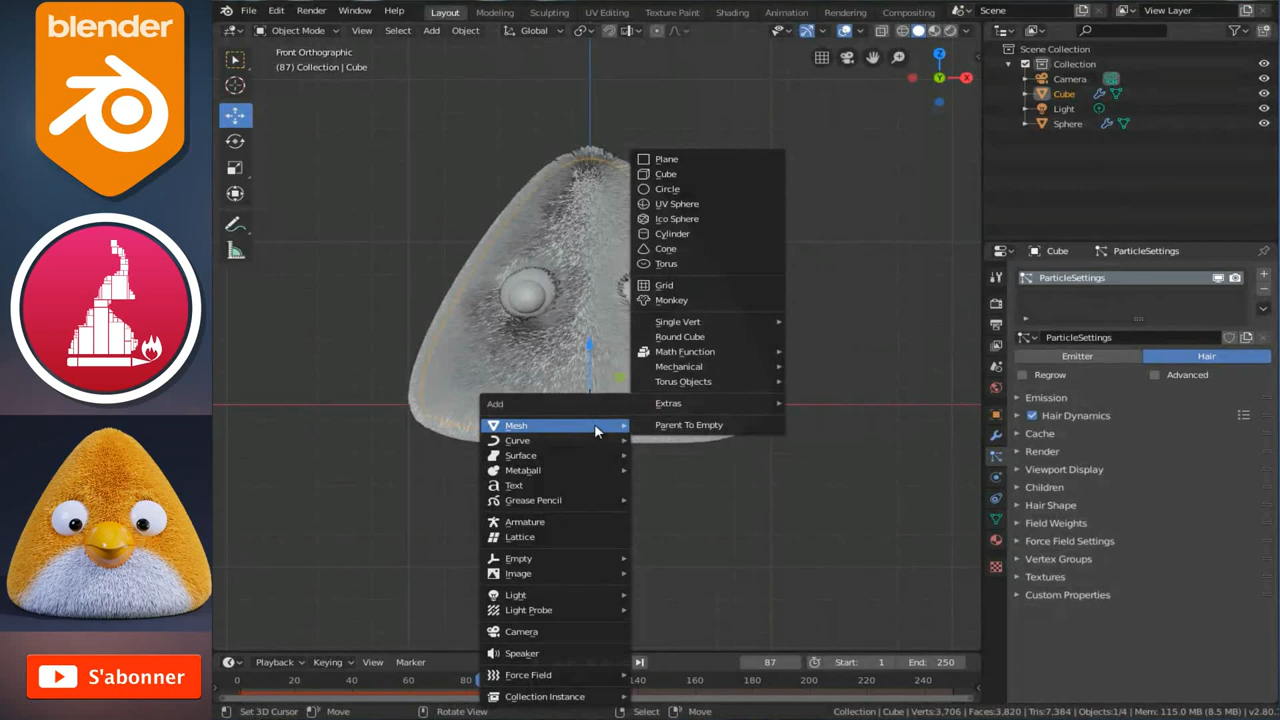 blender
S'abonner
File Edit Render Window Help Layout Modeling Sculpting UV Editing Texture Paint Shading Animation Rendering Compositing Scene View Layer
Object Mode View Select Add Object Global
Front Orthographic
(87) Collection | Cube
Z
Y
X
Plane
Cube
Circle
UV Sphere
Ico Sphere
Cylinder
Cone
Torus
Grid
Monkey
Single Vert
Round Cube
Math Function
Mechanical
Torus Objects
Extras
Parent To Empty
Add
Mesh
Curve
Surface
Metaball
Text
Grease Pencil
Armature
Lattice
Empty
Image
Light
Light Probe
Camera
Speaker
Force Field
Collection Instance
Scene Collection
Collection
Camera
Cube
Light
Sphere
Cube ParticleSettings
ParticleSettings
ParticleSettings
Emitter Hair
Regrow Advanced
Emission
Hair Dynamics
Cache
Render
Viewport Display
Children
Hair Shape
Field Weights
Force Field Settings
Vertex Groups
Textures
Custom Properties
Playback Keying View Marker 87 Start: 1 End: 250
0 20 40 60 140 160 180 200 220 240
Set 3D Cursor Move Rotate View Select Move Collection | Cube | Verts:3,706 | Faces:3,820 | Tris:7,384 | Objects:1/4 | Mem: 115.0 MB (8.5 MB) | v2.80.